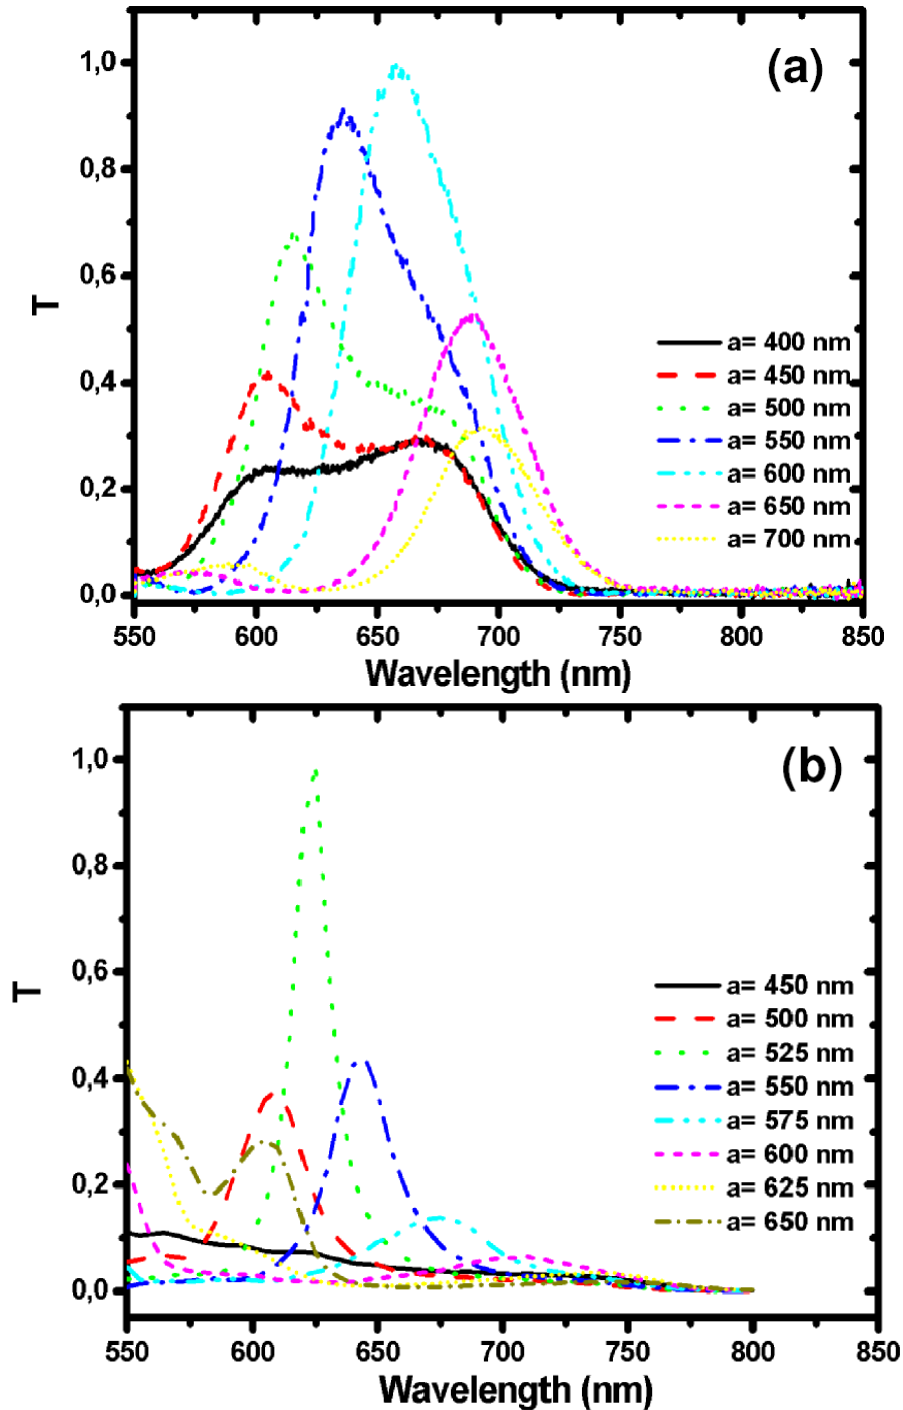 (a)
1,0
0,8
0,6
0,4
0,2
0,0
T
a= 400 nm
a= 450 nm
a= 500 nm
a= 550 nm
a= 600 nm
a= 650 nm
a= 700 nm
550 600 650 700 750 800 850
Wavelength (nm)
(b)
1,0
0,8
0,6
0,4
0,2
0,0
T
a= 450 nm
a= 500 nm
a= 525 nm
a= 550 nm
a= 575 nm
a= 600 nm
a= 625 nm
a= 650 nm
550 600 650 700 750 800 850
Wavelength (nm)